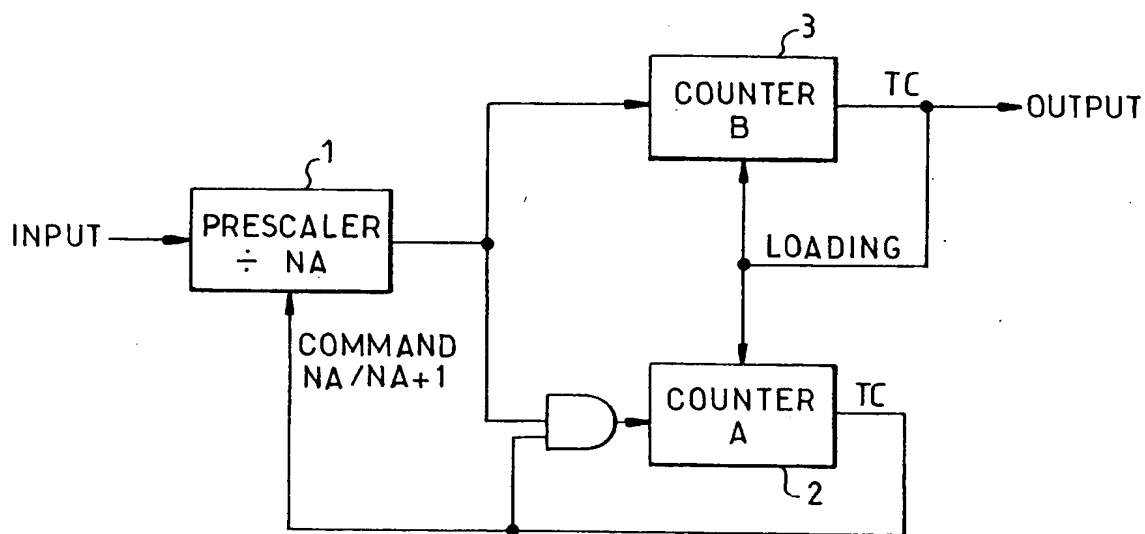 3
COUNTER
B
TC
OUTPUT
1
PRESCALER
÷ NA
INPUT
LOADING
COMMAND
NA/NA+1
COUNTER
A
TC
2